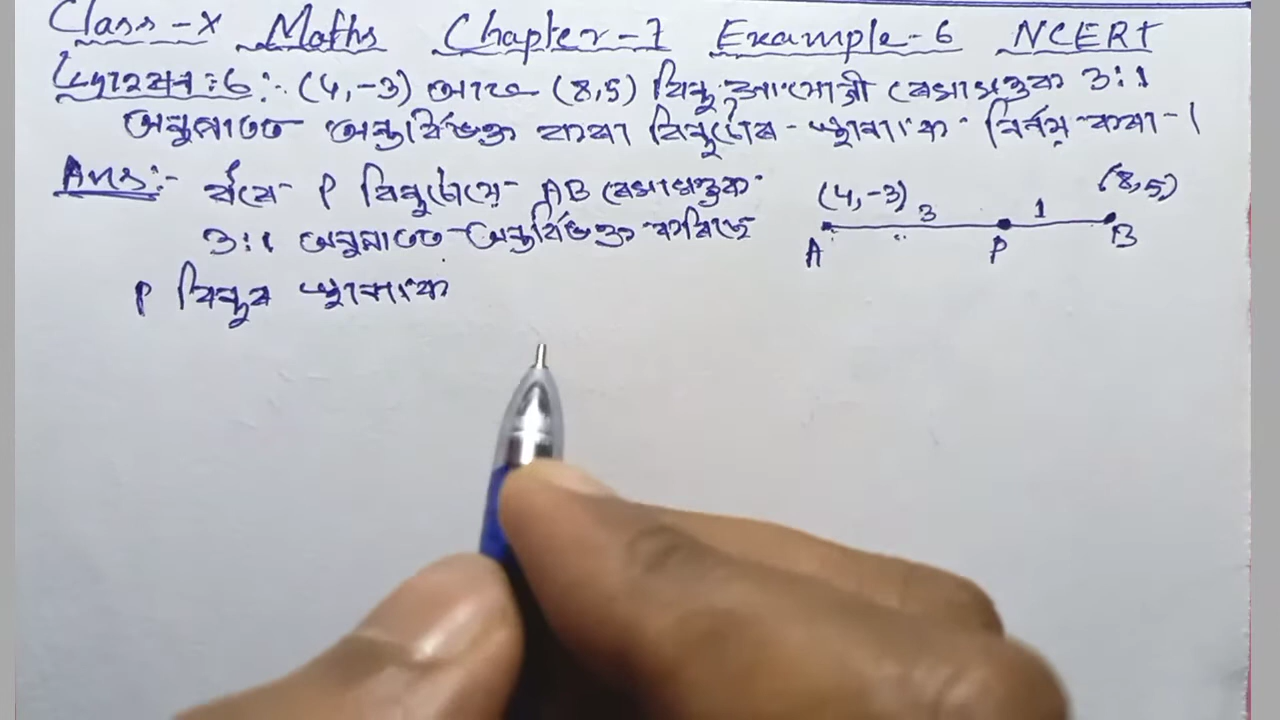 Class-X Maths Chapter-7 Example-6 NCERT
উদাহৰণ :6:- (4,-3) আৰু (8,5) বিন্দু সংযোগী ৰেখাখণ্ডক 3:1
অনুপাতত অন্তৰ্বিভক্ত কৰা বিন্দুটোৰ স্থানাংক নিৰ্ণয় কৰা।
Ans:- ধৰো P বিন্দুটোৱে AB ৰেখাখণ্ডক
3:1 অনুপাতত অন্তৰ্বিভক্ত কৰিছে
(4,-3) 3 1 (8,5)
A P B
P বিন্দুৰ স্থানাংক